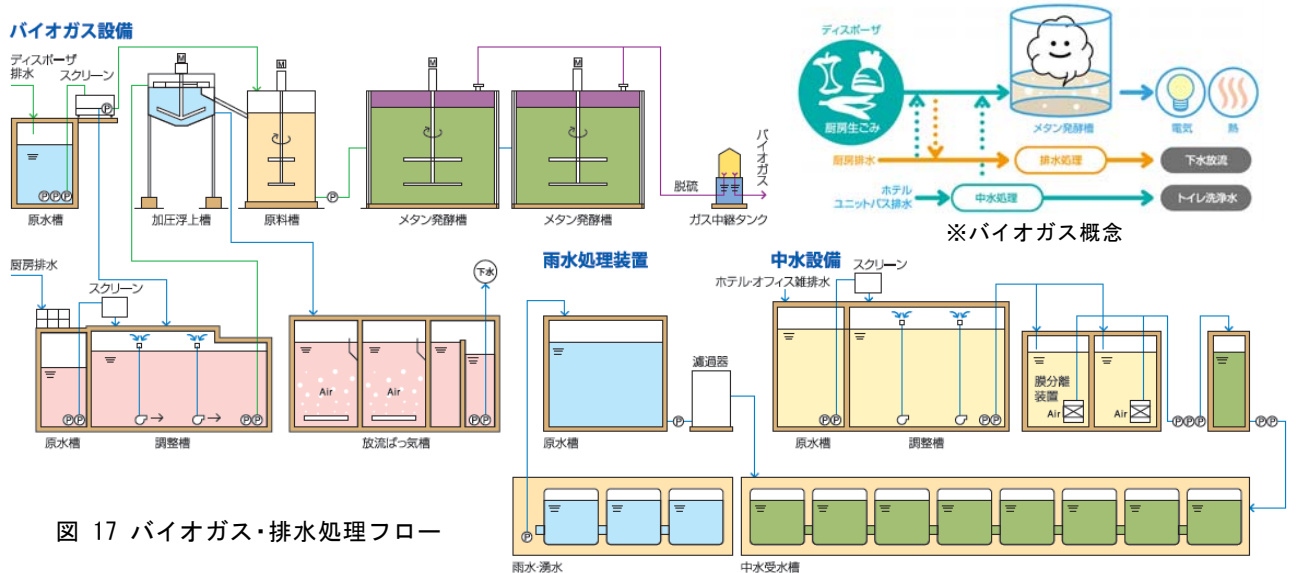 バイオガス設備
ディスポーザ
排水
スクリーン
P
M
M
M
M
PPP
原水槽
加圧浮上槽
原料槽
P
メタン発酵槽
メタン発酵槽
脱硫
バイオガス
ガス中継タンク
ディスポーザ
厨房生ごみ
メタン発酵槽
電気
熱
厨房排水
排水処理
下水放流
ホテル
ユニットバス排水
中水処理
トイレ洗浄水
※バイオガス概念
厨房排水
スクリーン
PP
PP
原水槽
調整槽
下水
Air
Air
PP
放流ばっ気槽
雨水処理装置
濾過器
P
原水槽
中水設備
スクリーン
ホテル・オフィス雑排水
PP
PP
原水槽
調整槽
膜分離
装置
Air
Air
PPP
PP
P
雨水・湧水
中水受水槽
図 17 バイオガス・排水処理フロー